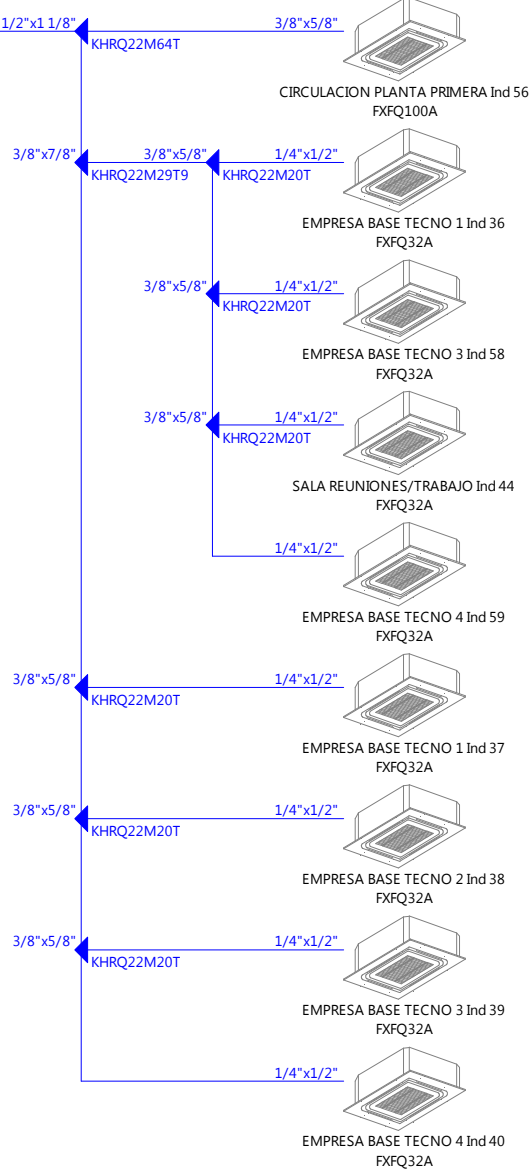 1/2"x1 1/8"
3/8"x5/8"
KHRQ22M64T
CIRCULACION PLANTA PRIMERA Ind 56
FXFQ100A
3/8"x7/8"
3/8"x5/8"
1/4"x1/2"
KHRQ22M29T9
KHRQ22M20T
EMPRESA BASE TECNO 1 Ind 36
FXFQ32A
3/8"x5/8"
1/4"x1/2"
KHRQ22M20T
EMPRESA BASE TECNO 3 Ind 58
FXFQ32A
3/8"x5/8"
1/4"x1/2"
KHRQ22M20T
SALA REUNIONES/TRABAJO Ind 44
FXFQ32A
1/4"x1/2"
EMPRESA BASE TECNO 4 Ind 59
FXFQ32A
3/8"x5/8"
1/4"x1/2"
KHRQ22M20T
EMPRESA BASE TECNO 1 Ind 37
FXFQ32A
3/8"x5/8"
1/4"x1/2"
KHRQ22M20T
EMPRESA BASE TECNO 2 Ind 38
FXFQ32A
3/8"x5/8"
1/4"x1/2"
KHRQ22M20T
EMPRESA BASE TECNO 3 Ind 39
FXFQ32A
1/4"x1/2"
EMPRESA BASE TECNO 4 Ind 40
FXFQ32A